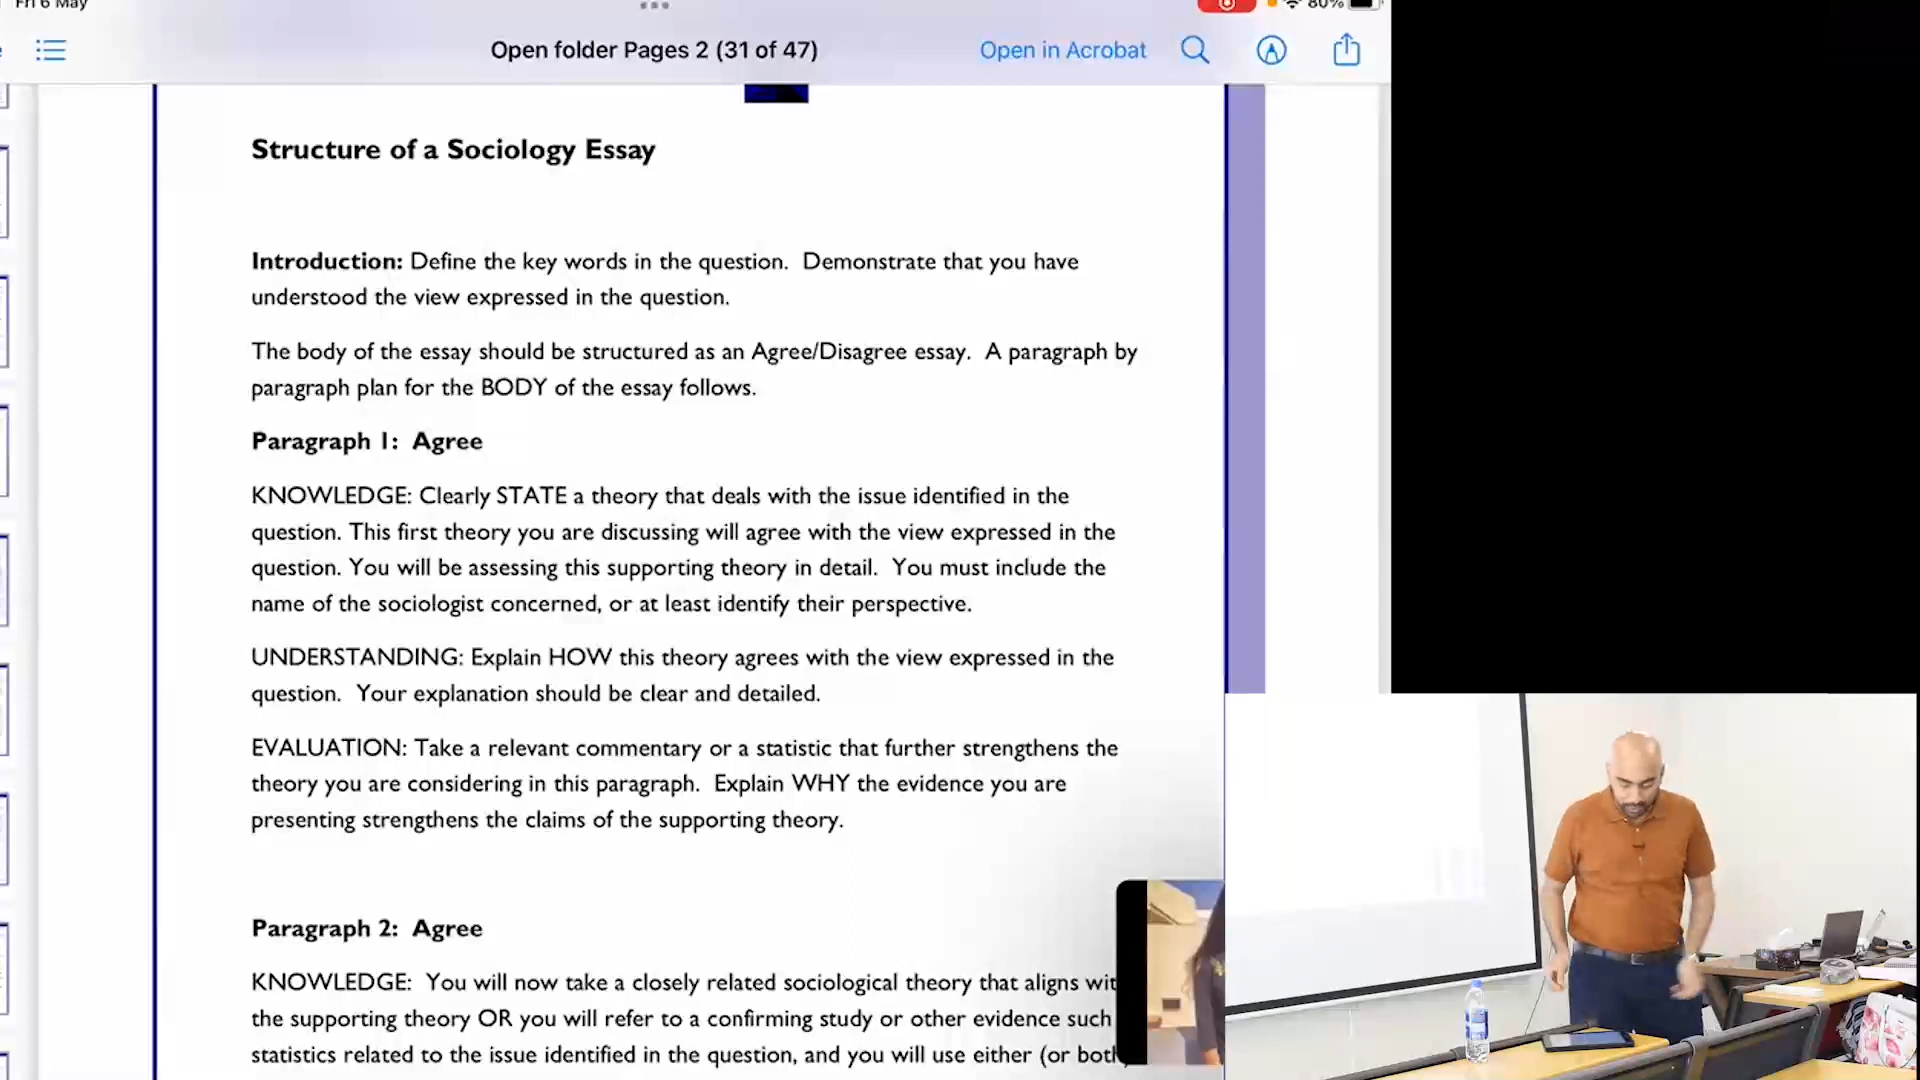 Fri 6 May
80%
Open folder Pages 2 (31 of 47)
Open in Acrobat
Structure of a Sociology Essay
Introduction: Define the key words in the question. Demonstrate that you have
understood the view expressed in the question.
The body of the essay should be structured as an Agree/Disagree essay. A paragraph by
paragraph plan for the BODY of the essay follows.
Paragraph 1: Agree
KNOWLEDGE: Clearly STATE a theory that deals with the issue identified in the
question. This first theory you are discussing will agree with the view expressed in the
question. You will be assessing this supporting theory in detail. You must include the
name of the sociologist concerned, or at least identify their perspective.
UNDERSTANDING: Explain HOW this theory agrees with the view expressed in the
question. Your explanation should be clear and detailed.
EVALUATION: Take a relevant commentary or a statistic that further strengthens the
theory you are considering in this paragraph. Explain WHY the evidence you are
presenting strengthens the claims of the supporting theory.
Paragraph 2: Agree
KNOWLEDGE: You will now take a closely related sociological theory that aligns
the supporting theory OR you will refer to a confirming study or other evidence such
statistics related to the issue identified in the question, and you will use either (or both,